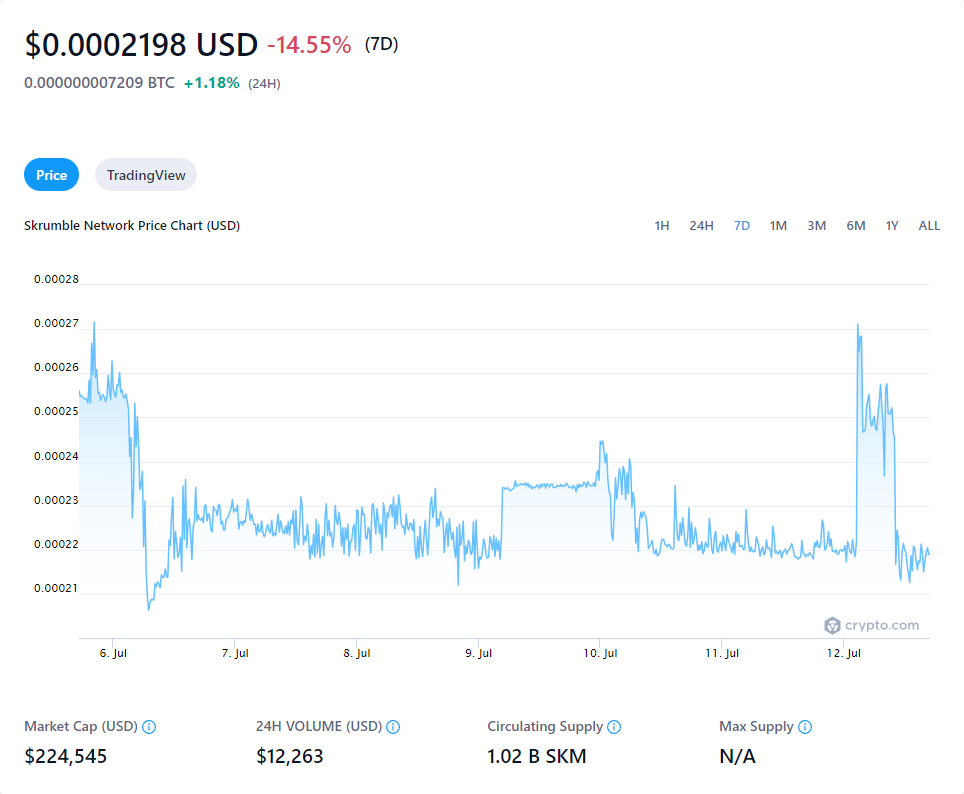 $0.0002198 USD -14.55% (7D)
0.000000007209 BTC +1.18% (24H)
Price TradingView
Skrumble Network Price Chart (USD) 1H 24H 7D 1M 3M 6M 1Y ALL
0.00028
0.00027
0.00026
0.00025
0.00024
0.00023
0.00022
0.00021
crypto.com
6. Jul 7. Jul 8. Jul 9. Jul 10. Jul 11. Jul 12. Jul
Market Cap (USD) 24H VOLUME (USD) Circulating Supply Max Supply
$224,545 $12,263 1.02 B SKM N/A